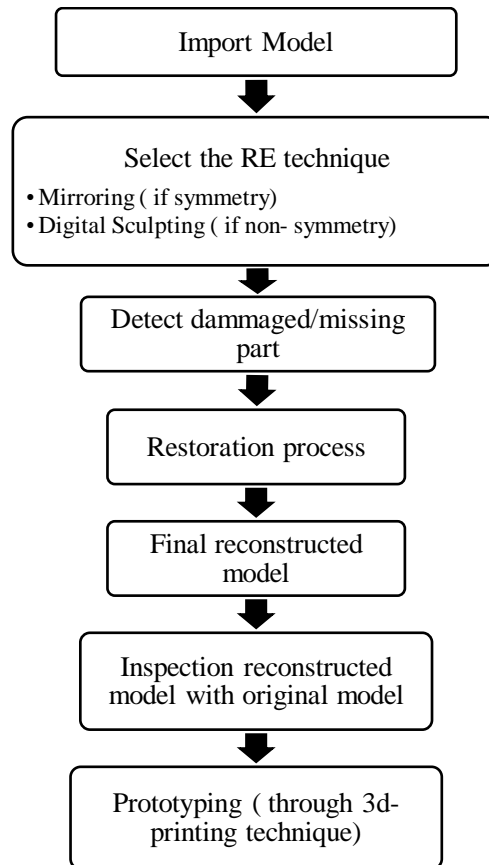 Import Model
Select the RE technique
• Mirroring ( if symmetry)
• Digital Sculpting ( if non- symmetry)
Detect dammaged/missing
part
Restoration process
Final reconstructed
model
Inspection reconstructed
model with original model
Prototyping ( through 3d-
printing technique)